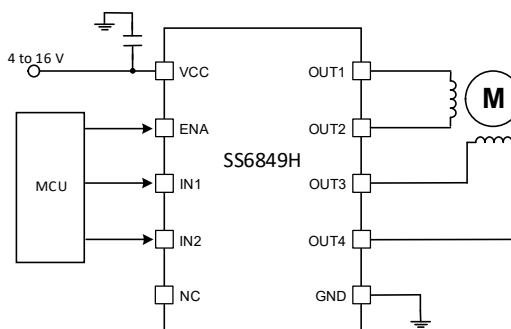 4 to 16 V
VCC
OUT1
M
ENA
OUT2
SS6849H
MCU
IN1
OUT3
IN2
OUT4
NC
GND